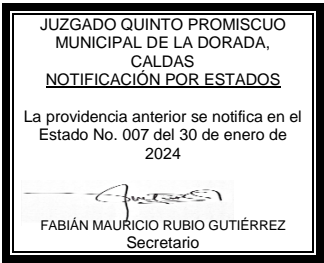 JUZGADO QUINTO PROMISCUO
MUNICIPAL DE LA DORADA,
CALDAS
NOTIFICACIÓN POR ESTADOS
La providencia anterior se notifica en el
Estado No. 007 del 30 de enero de
2024
FABIÁN MAURICIO RUBIO GUTIÉRREZ
Secretario